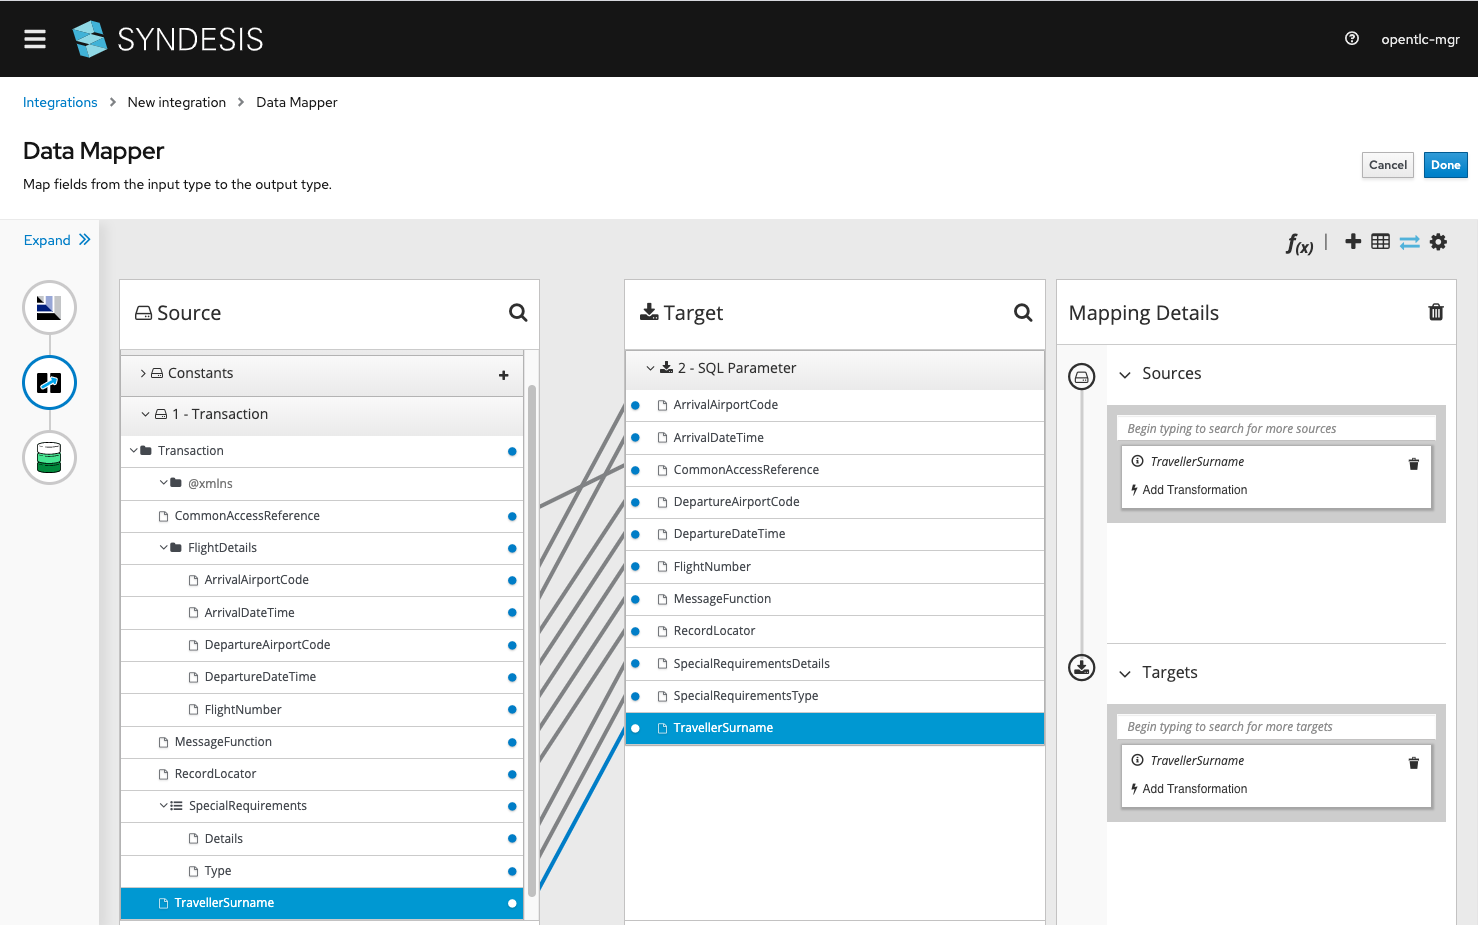 SYNDESIS
opentlc-mgr
Integrations > New integration > Data Mapper
Data Mapper
Map fields from the input type to the output type.
Cancel
Done
Expand
f(x)
Source
Constants
1 - Transaction
Transaction
@xmlns
CommonAccessReference
FlightDetails
ArrivalAirportCode
ArrivalDateTime
DepartureAirportCode
DepartureDateTime
FlightNumber
MessageFunction
RecordLocator
SpecialRequirements
Details
Type
TravellerSurname
Target
2 - SQL Parameter
ArrivalAirportCode
ArrivalDateTime
CommonAccessReference
DepartureAirportCode
DepartureDateTime
FlightNumber
MessageFunction
RecordLocator
SpecialRequirementsDetails
SpecialRequirementsType
TravellerSurname
Mapping Details
Sources
Begin typing to search for more sources
TravellerSurname
Add Transformation
Targets
Begin typing to search for more targets
TravellerSurname
Add Transformation